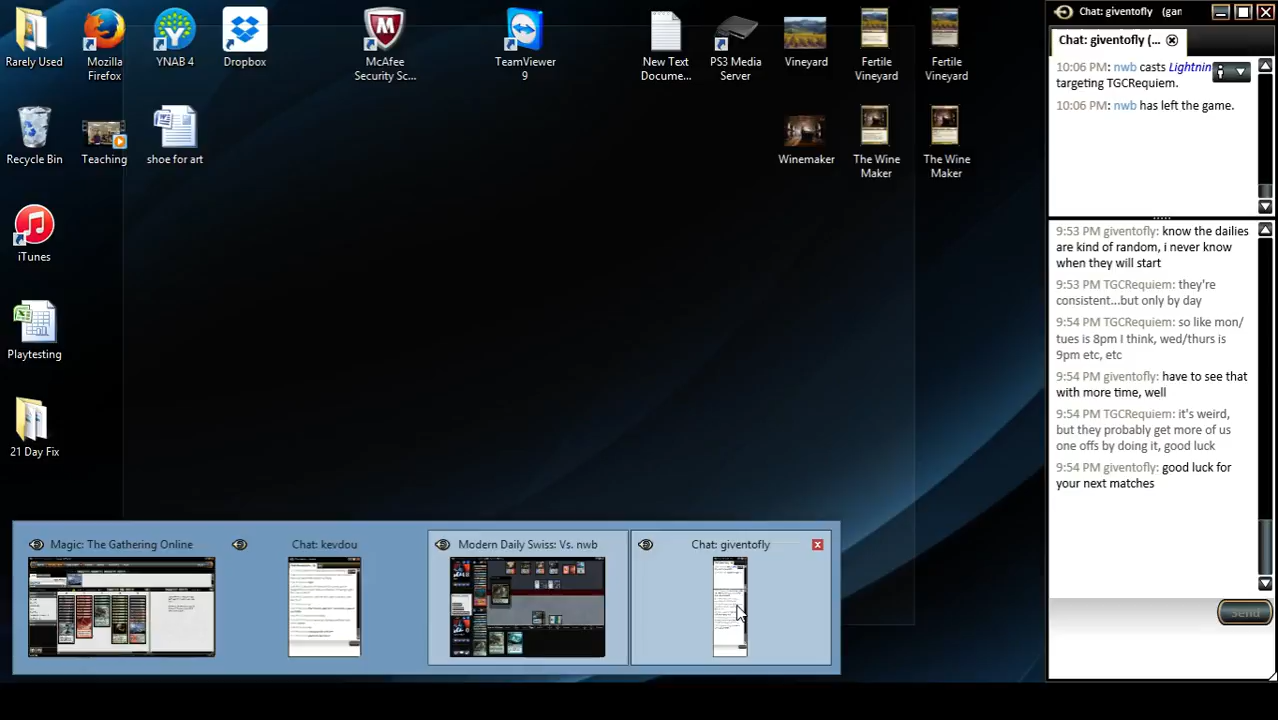 Rarely Used
Mozilla
Firefox
YNAB 4
Dropbox
McAfee
Security Sc...
TeamViewer
9
New Text
Docume...
PS3 Media
Server
Vineyard
Fertile
Vineyard
Fertile
Vineyard
Recycle Bin
Teaching
shoe for art
Winemaker
The Wine
Maker
The Wine
Maker
iTunes
Playtesting
21 Day Fix
Magic: The Gathering Online
Chat: kevdou
Modern Daily Swiss: Vs. nwb
Chat: giventofly
Chat: giventofly (gan
Chat: giventofly (...
10:06 PM: nwb casts Lightnin
targeting TGCRequiem.
10:06 PM: nwb has left the game.
9:53 PM giventofly: know the dailies
are kind of random, i never know
when they will start
9:53 PM TGCRequiem: they're
consistent...but only by day
9:54 PM TGCRequiem: so like mon/
tues is 8pm I think, wed/thurs is
9pm etc, etc
9:54 PM giventofly: have to see that
with more time, well
9:54 PM TGCRequiem: it's weird,
but they probably get more of us
one offs by doing it, good luck
9:54 PM giventofly: good luck for
your next matches
Send